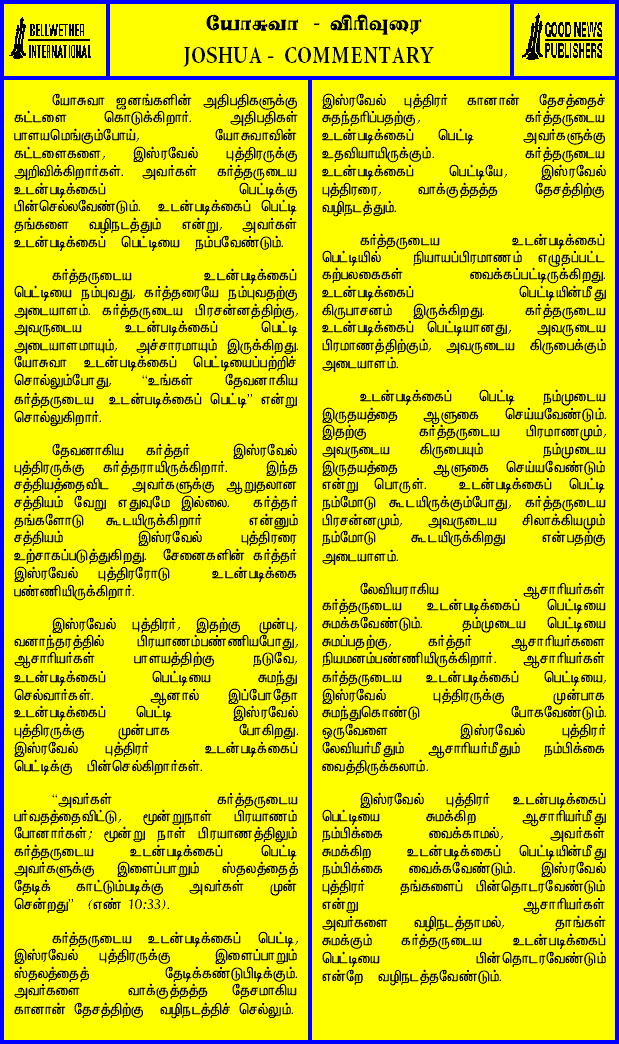 BELLWETHER
INTERNATIONAL
யோசுவா - விரிவுரை
JOSHUA - COMMENTARY
GOOD NEWS
PUBLISHERS
யோசுவா ஜனங்களின் அதிபதிகளுக்கு
கட்டளை கொடுக்கிறார். அதிபதிகள்
பாளயமெங்கும்போய், யோசுவாவின்
கட்டளைகளை, இஸ்ரவேல் புத்திரருக்கு
அறிவிக்கிறார்கள். அவர்கள் கர்த்தருடைய
உடன்படிக்கைப் பெட்டிக்கு
பின்செல்லவேண்டும். உடன்படிக்கைப் பெட்டி
தங்களை வழிநடத்தும் என்று, அவர்கள்
உடன்படிக்கைப் பெட்டியை நம்பவேண்டும்.
கர்த்தருடைய உடன்படிக்கைப்
பெட்டியை நம்புவது, கர்த்தரையே நம்புவதற்கு
அடையாளம். கர்த்தருடைய பிரசன்னத்திற்கு,
அவருடைய உடன்படிக்கைப் பெட்டி
அடையாளமாயும், அச்சாரமாயும் இருக்கிறது.
யோசுவா உடன்படிக்கைப் பெட்டியைப்பற்றிச்
சொல்லும்போது, “உங்கள் தேவனாகிய
கர்த்தருடைய உடன்படிக்கைப் பெட்டி” என்று
சொல்லுகிறார்.
தேவனாகிய கர்த்தர் இஸ்ரவேல்
புத்திரருக்கு கர்த்தராயிருக்கிறார். இந்த
சத்தியத்தைவிட அவர்களுக்கு ஆறுதலான
சத்தியம் வேறு எதுவுமே இல்லை. கர்த்தர்
தங்களோடு கூடயிருக்கிறார் என்னும்
சத்தியம் இஸ்ரவேல் புத்திரரை
உற்சாகப்படுத்துகிறது. சேனைகளின் கர்த்தர்
இஸ்ரவேல் புத்திரரோடு உடன்படிக்கை
பண்ணியிருக்கிறார்.
இஸ்ரவேல் புத்திரர், இதற்கு முன்பு,
வனாந்தரத்தில் பிரயாணம்பண்ணியபோது,
ஆசாரியர்கள் பாளயத்திற்கு நடுவே,
உடன்படிக்கைப் பெட்டியை சுமந்து
செல்வார்கள். ஆனால் இப்போதோ
உடன்படிக்கைப் பெட்டி இஸ்ரவேல்
புத்திரருக்கு முன்பாக போகிறது.
இஸ்ரவேல் புத்திரர் உடன்படிக்கைப்
பெட்டிக்கு பின்செல்கிறார்கள்.
“அவர்கள் கர்த்தருடைய
பர்வதத்தைவிட்டு, மூன்றுநாள் பிரயாணம்
போனார்கள்; மூன்று நாள் பிரயாணத்திலும்
கர்த்தருடைய உடன்படிக்கைப் பெட்டி
அவர்களுக்கு இளைப்பாறும் ஸ்தலத்தைத்
தேடிக் காட்டும்படிக்கு அவர்கள் முன்
சென்றது” (எண் 10:33).
கர்த்தருடைய உடன்படிக்கைப் பெட்டி,
இஸ்ரவேல் புத்திரருக்கு இளைப்பாறும்
ஸ்தலத்தைத் தேடிக்கண்டுபிடிக்கும்.
அவர்களை வாக்குத்தத்த தேசமாகிய
கானான் தேசத்திற்கு வழிநடத்திச் செல்லும்.
இஸ்ரவேல் புத்திரர் கானான் தேசத்தைச்
சுதந்தரிப்பதற்கு, கர்த்தருடைய
உடன்படிக்கைப் பெட்டி அவர்களுக்கு
உதவியாயிருக்கும். கர்த்தருடைய
உடன்படிக்கைப் பெட்டியே, இஸ்ரவேல்
புத்திரரை, வாக்குத்தத்த தேசத்திற்கு
வழிநடத்தும்.
கர்த்தருடைய உடன்படிக்கைப்
பெட்டியில் நியாயப்பிரமாணம் எழுதப்பட்ட
கற்பலகைகள் வைக்கப்பட்டிருக்கிறது.
உடன்படிக்கைப் பெட்டியின்மீது
கிருபாசனம் இருக்கிறது. கர்த்தருடைய
உடன்படிக்கைப் பெட்டியானது, அவருடைய
பிரமாணத்திற்கும், அவருடைய கிருபைக்கும்
அடையாளம்.
உடன்படிக்கைப் பெட்டி நம்முடைய
இருதயத்தை ஆளுகை செய்யவேண்டும்.
இதற்கு கர்த்தருடைய பிரமாணமும்,
அவருடைய கிருபையும் நம்முடைய
இருதயத்தை ஆளுகை செய்யவேண்டும்
என்று பொருள். உடன்படிக்கைப் பெட்டி
நம்மோடு கூடயிருக்கும்போது, கர்த்தருடைய
பிரசன்னமும், அவருடைய சிலாக்கியமும்
நம்மோடு கூடயிருக்கிறது என்பதற்கு
அடையாளம்.
லேவியராகிய ஆசாரியர்கள்
கர்த்தருடைய உடன்படிக்கைப் பெட்டியை
சுமக்கவேண்டும். தம்முடைய பெட்டியை
சுமப்பதற்கு, கர்த்தர் ஆசாரியர்களை
நியமனம்பண்ணியிருக்கிறார். ஆசாரியர்கள்
கர்த்தருடைய உடன்படிக்கைப் பெட்டியை,
இஸ்ரவேல் புத்திரருக்கு முன்பாக
சுமந்துகொண்டு போகவேண்டும்.
ஒருவேளை இஸ்ரவேல் புத்திரர்
லேவியர்மீதும் ஆசாரியர்மீதும் நம்பிக்கை
வைத்திருக்கலாம்.
இஸ்ரவேல் புத்திரர் உடன்படிக்கைப்
பெட்டியை சுமக்கிற ஆசாரியர்மீது
நம்பிக்கை வைக்காமல், அவர்கள்
சுமக்கிற உடன்படிக்கைப் பெட்டியின்மீது
நம்பிக்கை வைக்கவேண்டும். இஸ்ரவேல்
புத்திரர் தங்களைப் பின்தொடரவேண்டும்
என்று ஆசாரியர்கள்
அவர்களை வழிநடத்தாமல், தாங்கள்
சுமக்கும் கர்த்தருடைய உடன்படிக்கைப்
பெட்டியை பின்தொடரவேண்டும்
என்றே வழிநடத்தவேண்டும்.